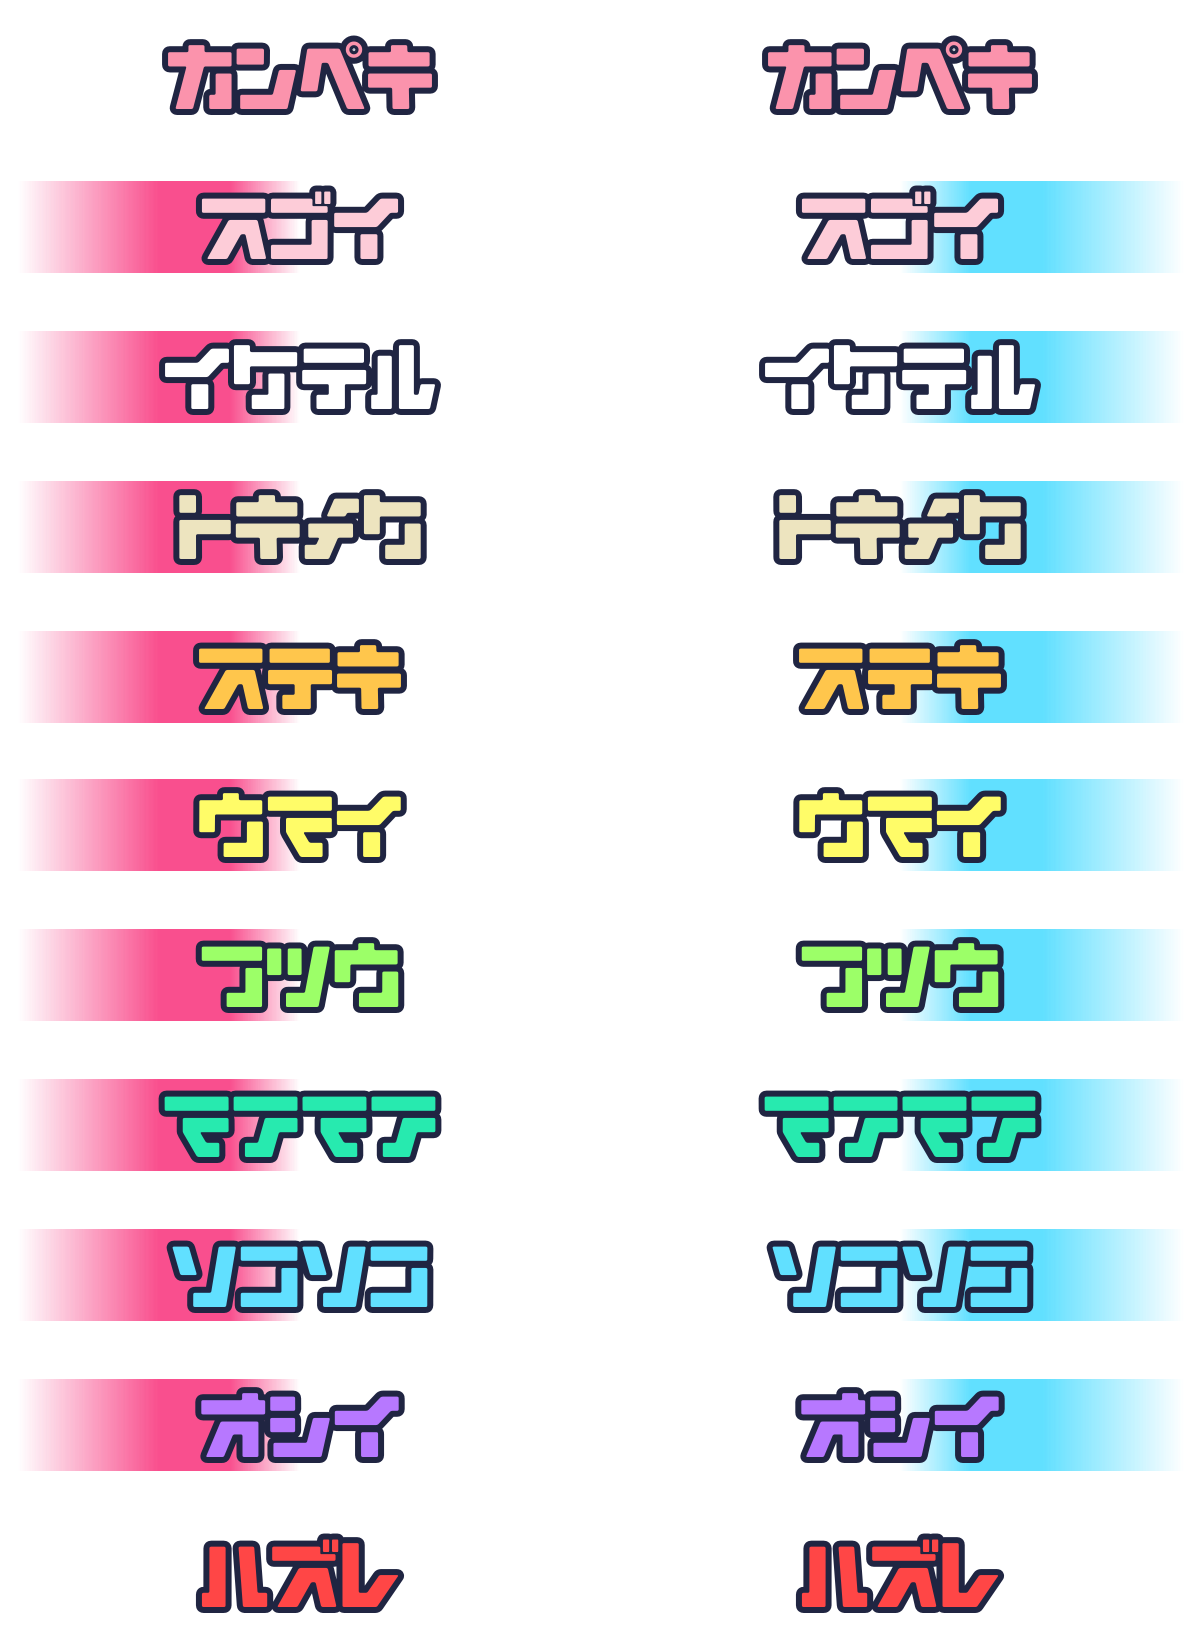 カンペキ カンペキ
スゴイ スゴイ
イケテル イケテル
トキメク トキメク
ステキ ステキ
ウマイ ウマイ
フツウ フツウ
マアマア マアマア
ソコソコ ソコソコ
オシイ オシイ
ハズレ ハズレ